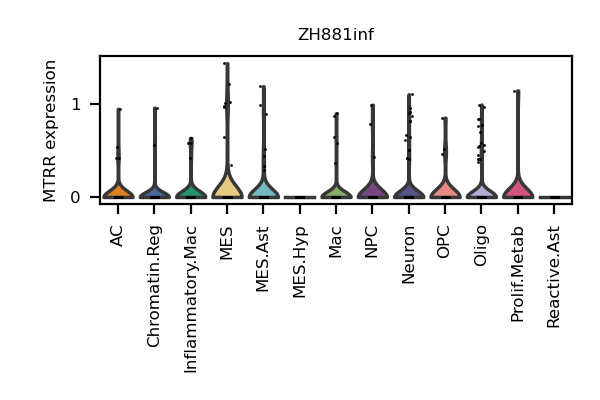 ZH881inf
MTRR expression
1
0
AC
Chromatin.Reg
Inflammatory.Mac
MES
MES.Ast
MES.Hyp
Mac
NPC
Neuron
OPC
Oligo
Prolif.Metab
Reactive.Ast